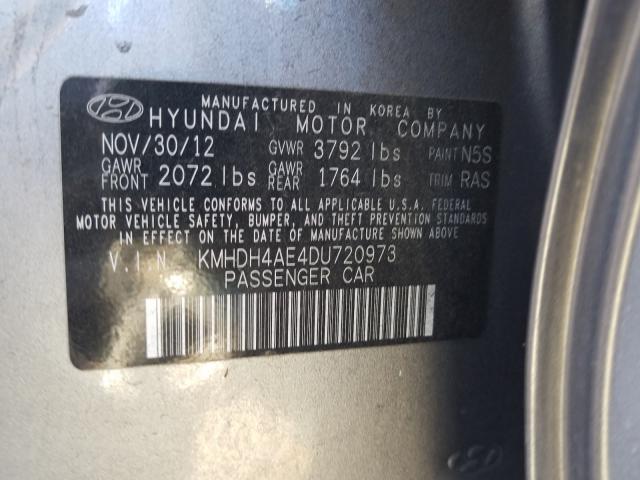 MANUFACTURED IN KOREA BY
HYUNDAI MOTOR COMPANY
NOV/30/12 GVWR 3792 lbs PAINT N5S
GAWR FRONT 2072 lbs GAWR REAR 1764 lbs TRIM RAS
THIS VEHICLE CONFORMS TO ALL APPLICABLE U.S.A. FEDERAL
MOTOR VEHICLE SAFETY, BUMPER, AND THEFT PREVENTION STANDARDS
IN EFFECT ON THE DATE OF MANUFACTURE SHOWN ABOVE
V.I.N. KMHDH4AE4DU720973
PASSENGER CAR